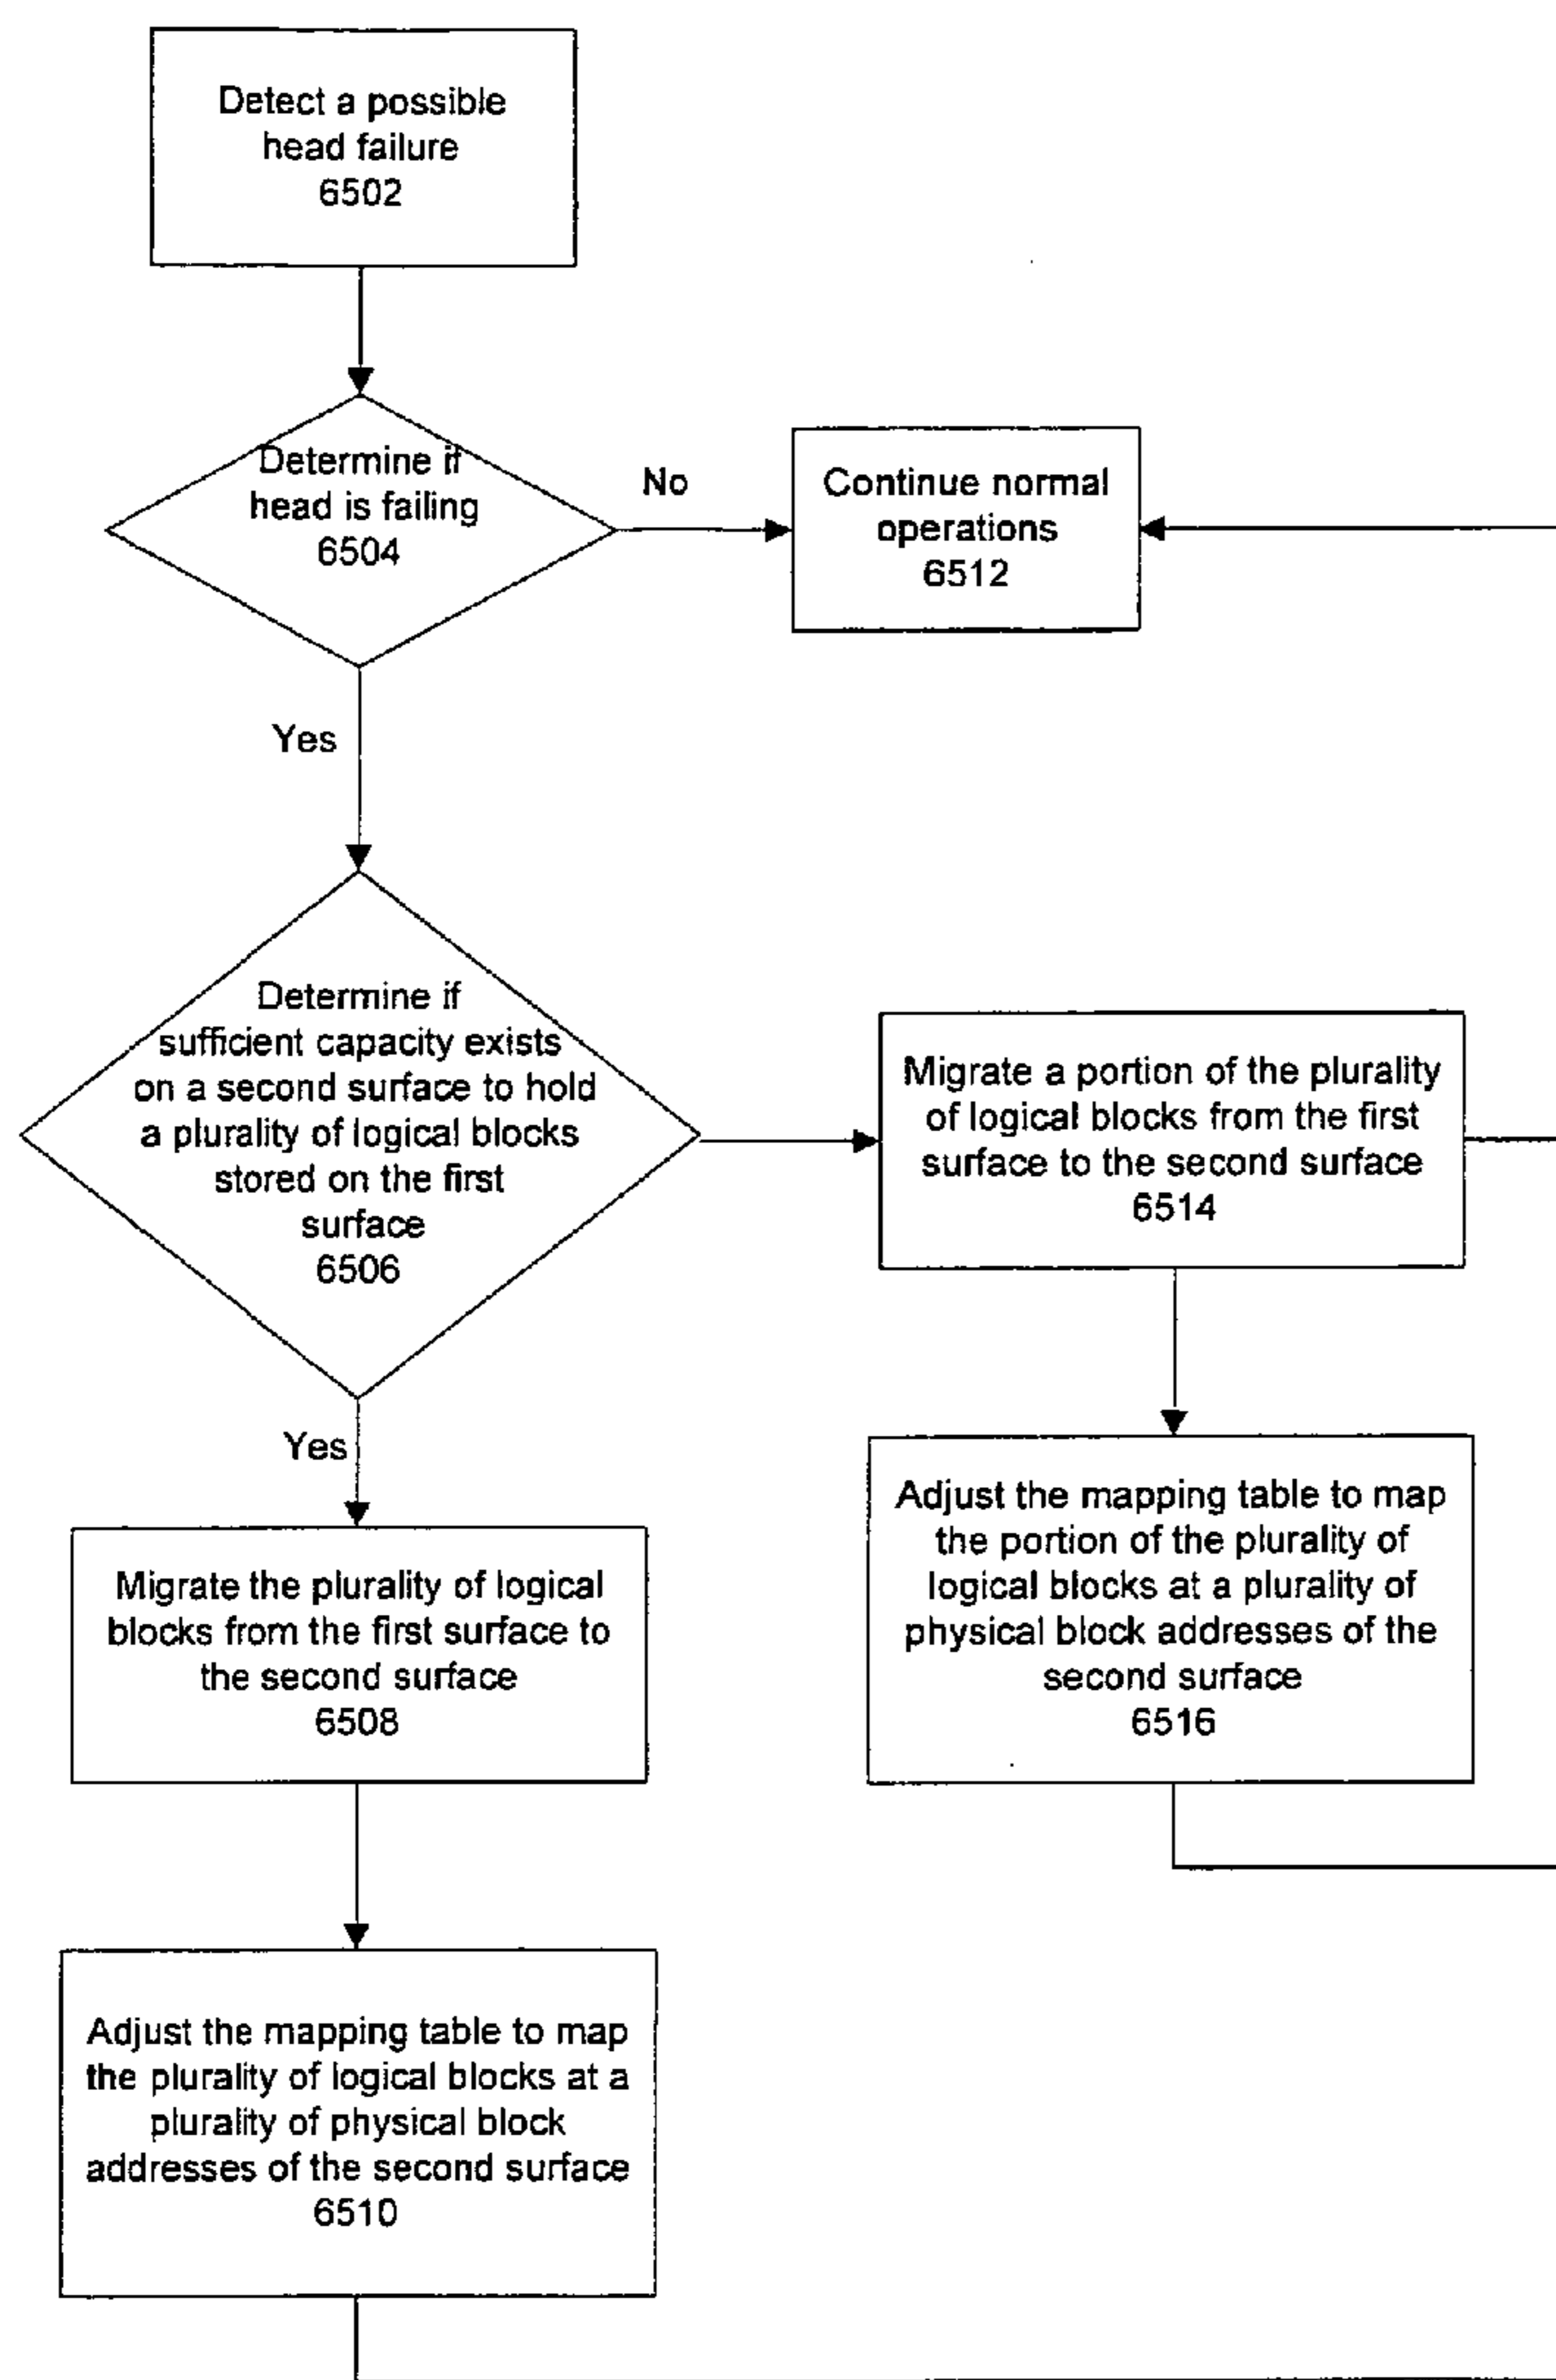 Detect a possible
head failure
6502
Determine if
head is failing
6504
No
Continue normal
operations
6512
Yes
Determine if
sufficient capacity exists
on a second surface to hold
a plurality of logical blocks
stored on the first
surface
6506
Migrate a portion of the plurality
of logical blocks from the first
surface to the second surface
6514
Yes
Adjust the mapping table to map
the portion of the plurality of
logical blocks at a plurality of
physical block addresses of the
second surface
6516
Migrate the plurality of logical
blocks from the first surface to
the second surface
6508
Adjust the mapping table to map
the plurality of logical blocks at a
plurality of physical block
addresses of the second surface
6510